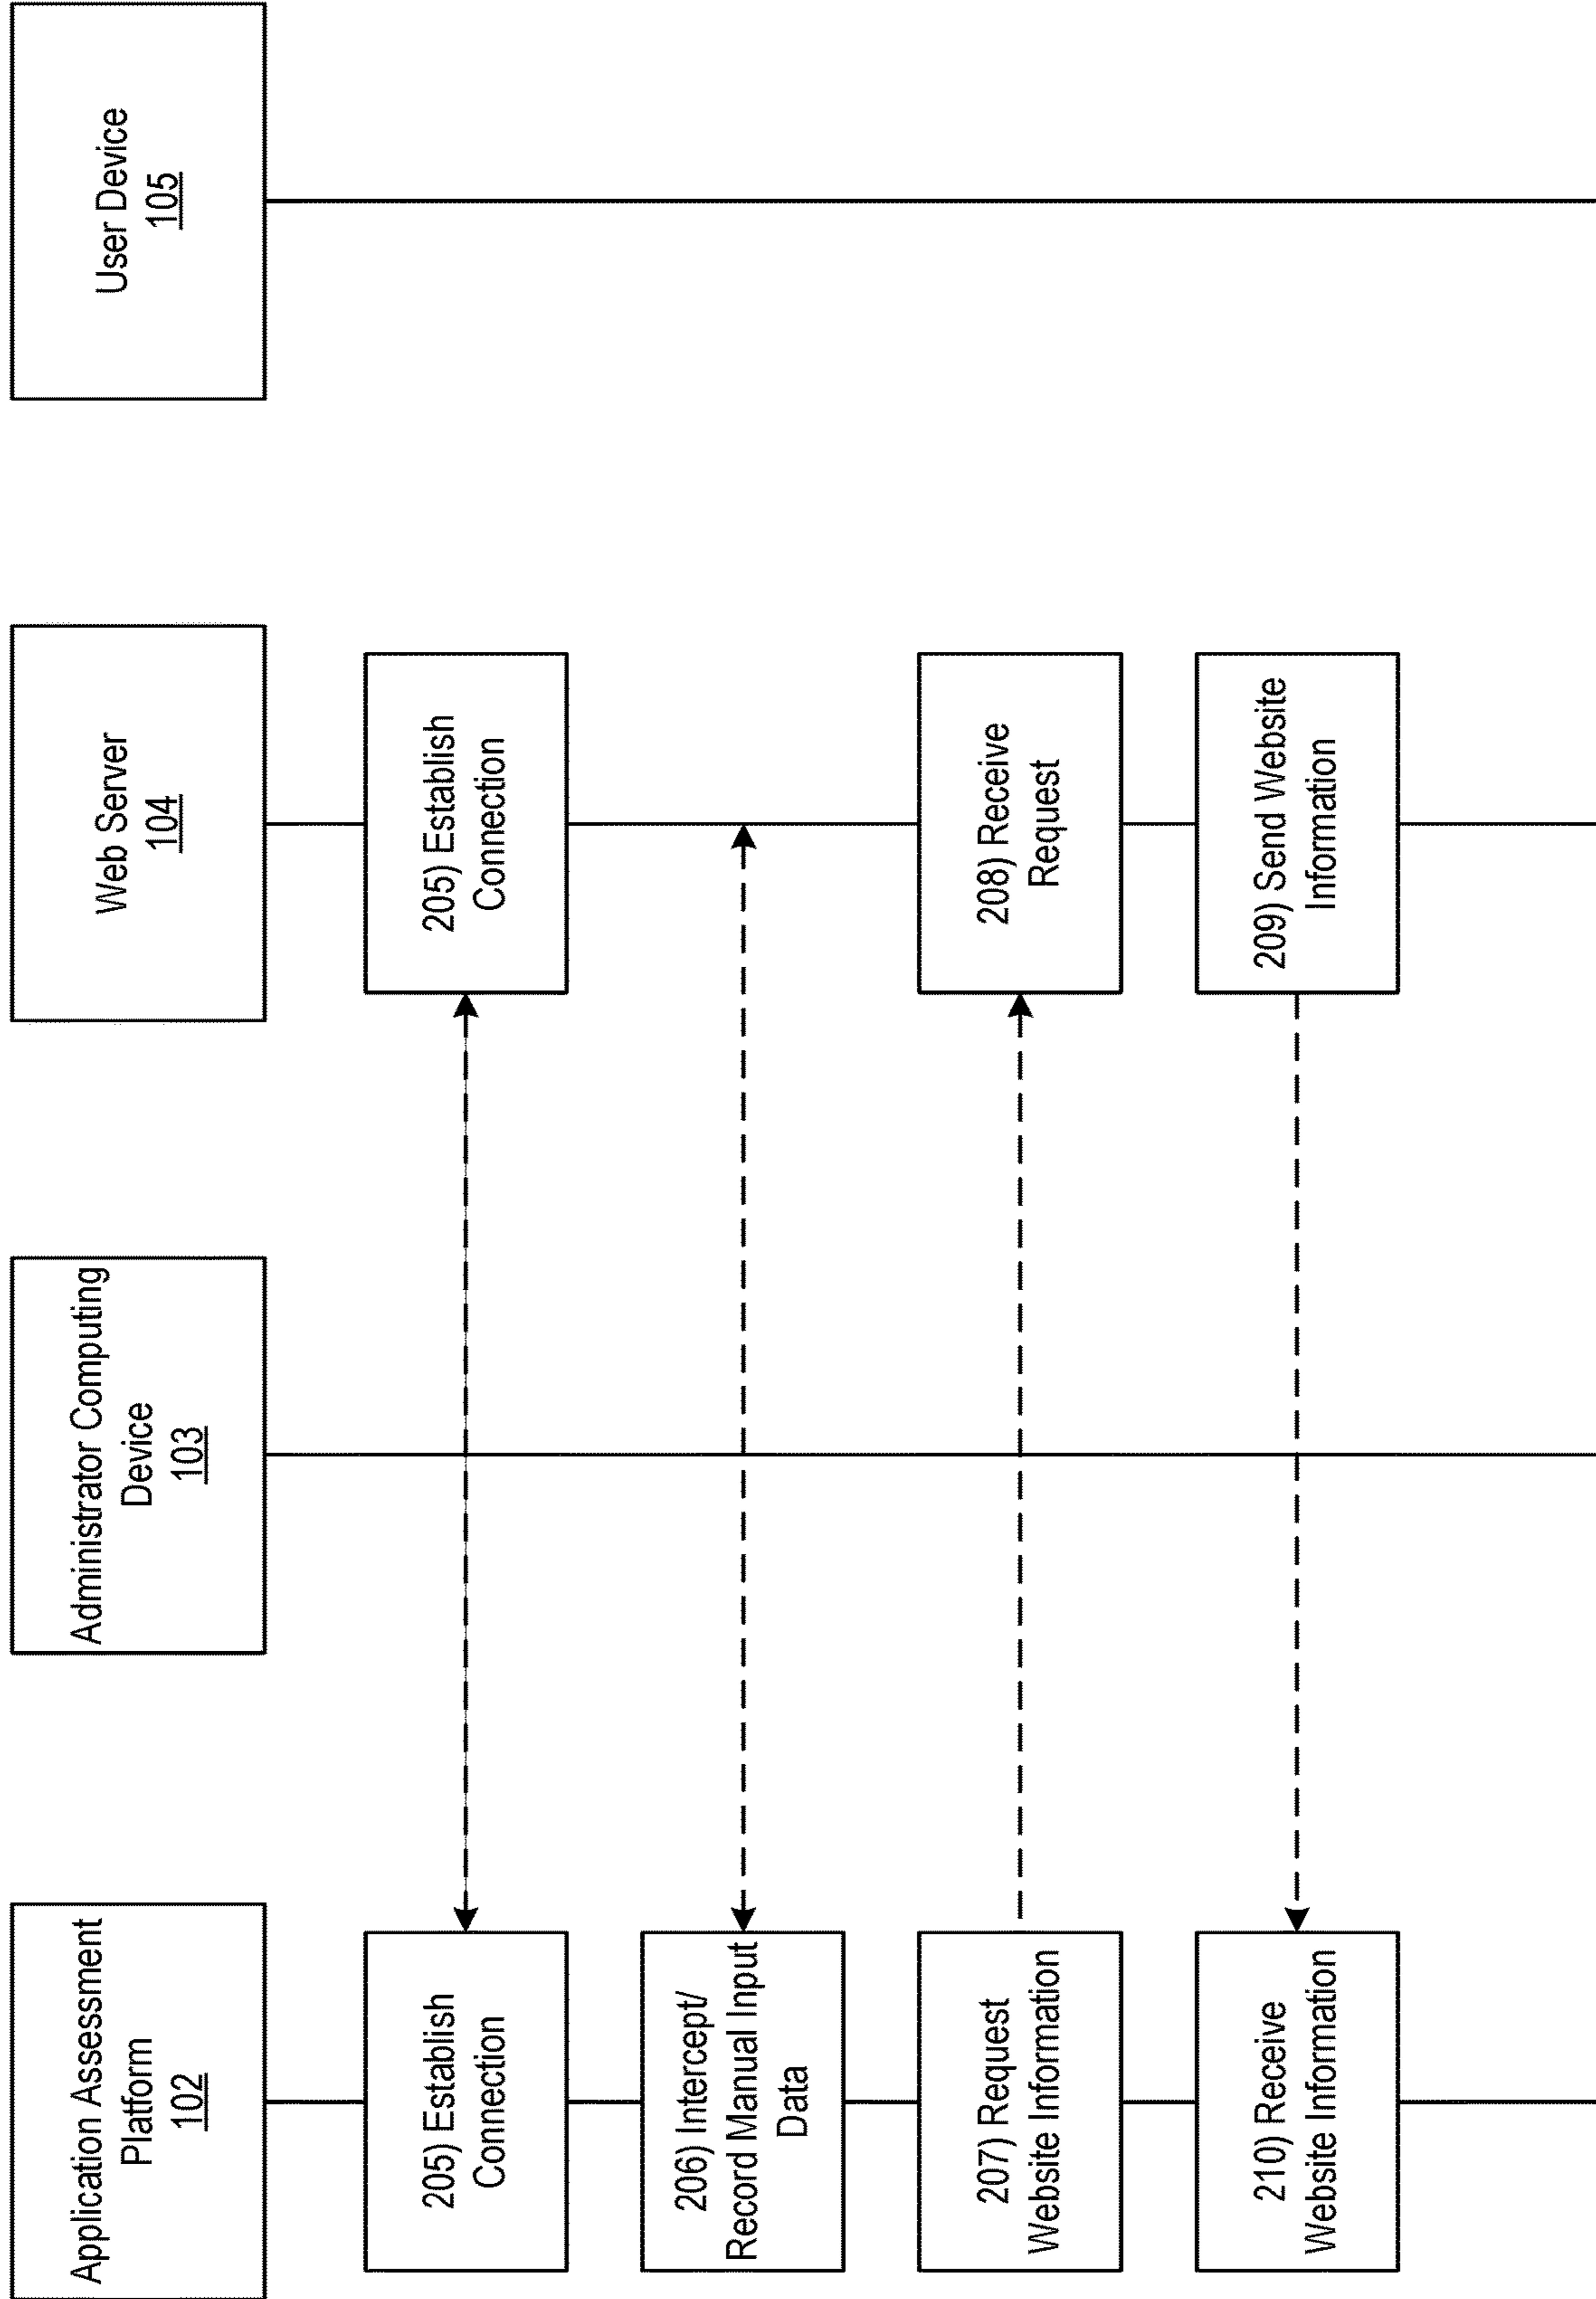 Application Assessment
Platform
102
Administrator Computing
Device
103
Web Server
104
User Device
105
205) Establish
Connection
205) Establish
Connection
206) Intercept/
Record Manual Input
Data
207) Request
Website Information
208) Receive
Request
210) Receive
Website Information
209) Send Website
Information